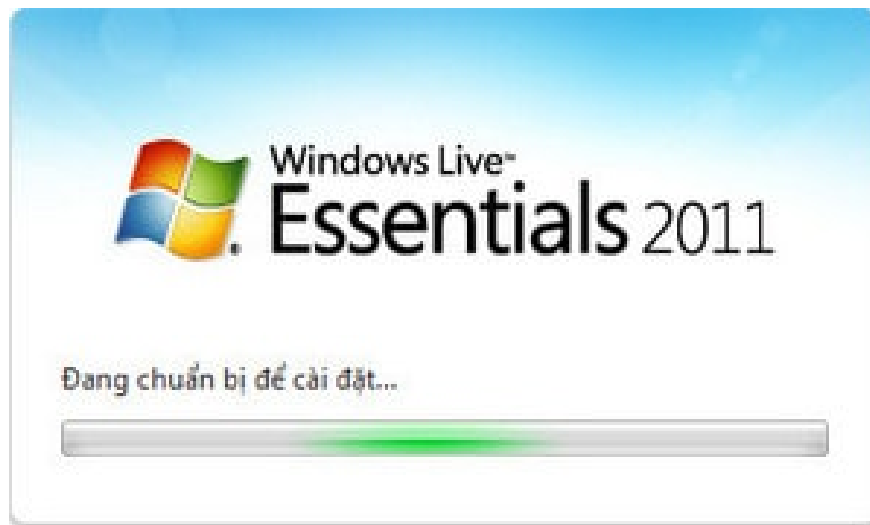 Windows Live™
Essentials 2011
Đang chuẩn bị để cài đặt...